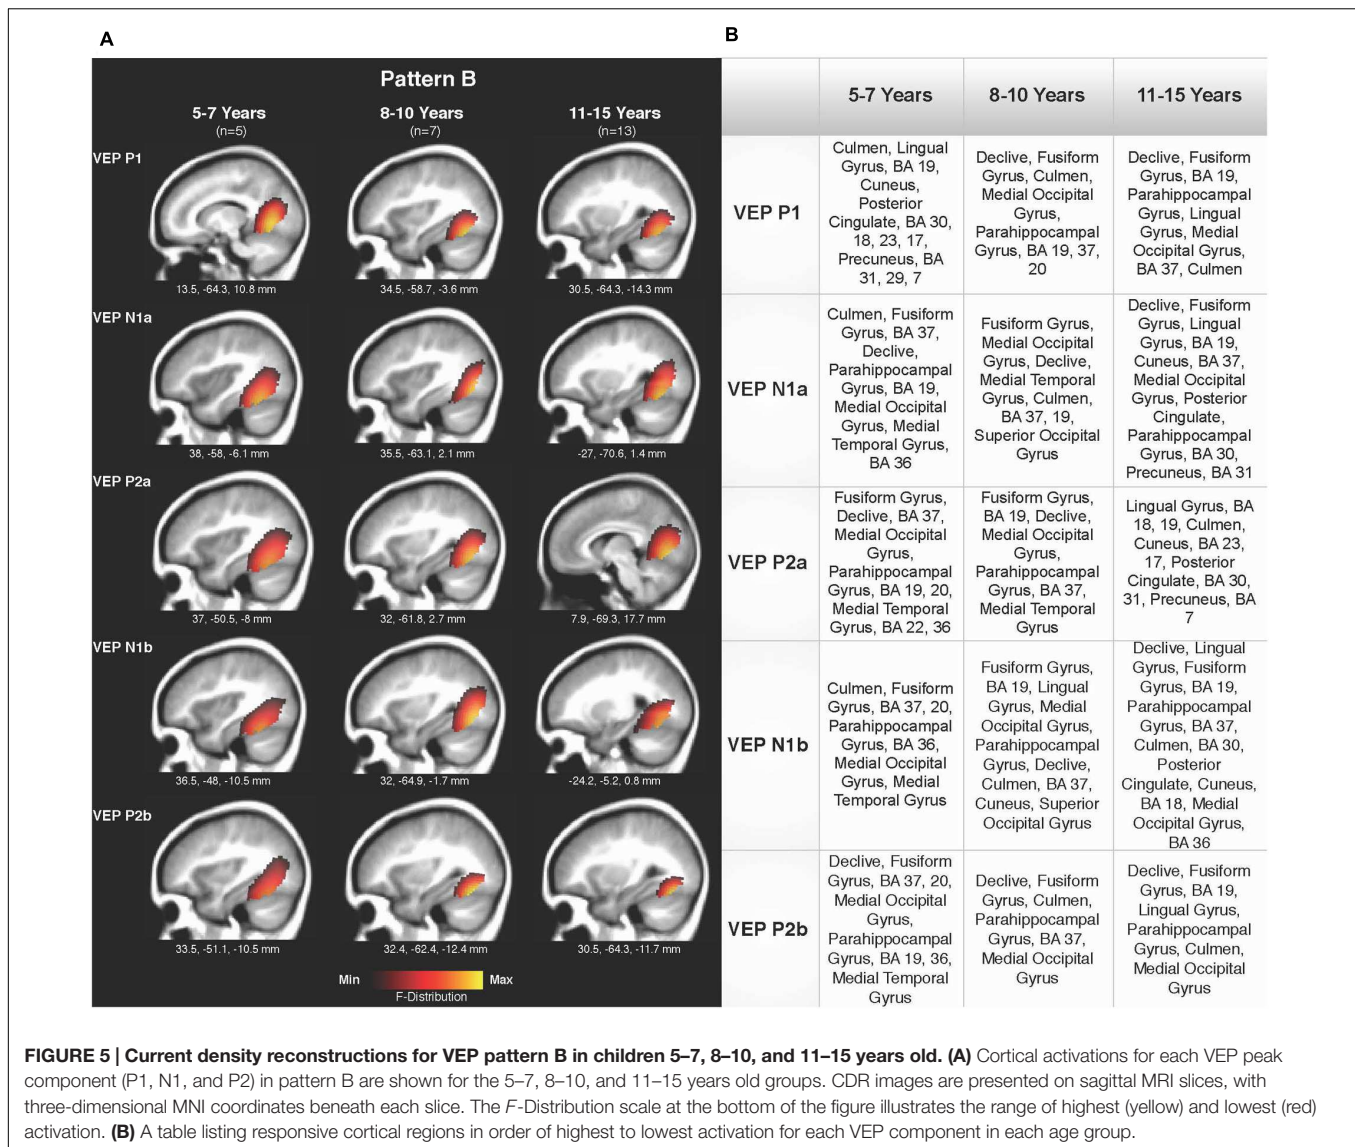 A
Pattern B
5-7 Years
(n=5)
8-10 Years
(n=7)
11-15 Years
(n=13)
VEP P1
13.5, -64.3, 10.8 mm
34.5, -58.7, -3.6 mm
30.5, -64.3, -14.3 mm
VEP N1a
38, -58, -6.1 mm
35.5, -63.1, 2.1 mm
-27, -70.6, 1.4 mm
VEP P2a
37, -50.5, -8 mm
32, -61.8, 2.7 mm
7.9, -69.3, 17.7 mm
VEP N1b
36.5, -48, -10.5 mm
32, -64.9, -1.7 mm
-24.2, -5.2, 0.8 mm
VEP P2b
33.5, -51.1, -10.5 mm
32.4, -62.4, -12.4 mm
30.5, -64.3, -11.7 mm
Min
Max
F-Distribution
B
5-7 Years
8-10 Years
11-15 Years
VEP P1
Culmen, Lingual
Gyrus, BA 19,
Cuneus,
Posterior
Cingulate, BA 30,
18, 23, 17,
Precuneus, BA
31, 29, 7
Declive, Fusiform
Gyrus, Culmen,
Medial Occipital
Gyrus,
Parahippocampal
Gyrus, BA 19, 37,
20
Declive, Fusiform
Gyrus, BA 19,
Parahippocampal
Gyrus, Lingual
Gyrus, Medial
Occipital Gyrus,
BA 37, Culmen
VEP N1a
Culmen, Fusiform
Gyrus, BA 37,
Declive,
Parahippocampal
Gyrus, BA 19,
Medial Occipital
Gyrus, Medial
Temporal Gyrus,
BA 36
Fusiform Gyrus,
Medial Occipital
Gyrus, Declive,
Medial Temporal
Gyrus, Culmen,
BA 37, 19,
Superior Occipital
Gyrus
Declive, Fusiform
Gyrus, Lingual
Gyrus, BA 19,
Cuneus, BA 37,
Medial Occipital
Gyrus, Posterior
Cingulate,
Parahippocampal
Gyrus, BA 30,
Precuneus, BA 31
VEP P2a
Fusiform Gyrus,
Declive, BA 37,
Medial Occipital
Gyrus,
Parahippocampal
Gyrus, BA 19, 20,
Medial Temporal
Gyrus, BA 22, 36
Fusiform Gyrus,
BA 19, Declive,
Medial Occipital
Gyrus,
Parahippocampal
Gyrus, BA 37,
Medial Temporal
Gyrus
Lingual Gyrus, BA
18, 19, Culmen,
Cuneus, BA 23,
17, Posterior
Cingulate, BA 30,
31, Precuneus, BA
7
VEP N1b
Culmen, Fusiform
Gyrus, BA 37, 20,
Parahippocampal
Gyrus, BA 36,
Medial Occipital
Gyrus, Medial
Temporal Gyrus
Fusiform Gyrus,
BA 19, Lingual
Gyrus, Medial
Occipital Gyrus,
Parahippocampal
Gyrus, Declive,
Culmen, BA 37,
Cuneus, Superior
Occipital Gyrus
Declive, Lingual
Gyrus, Fusiform
Gyrus, BA 19,
Parahippocampal
Gyrus, BA 37,
Culmen, BA 30,
Posterior
Cingulate, Cuneus,
BA 18, Medial
Occipital Gyrus,
BA 36
VEP P2b
Declive, Fusiform
Gyrus, BA 37, 20,
Medial Occipital
Gyrus,
Parahippocampal
Gyrus, BA 19, 36,
Medial Temporal
Gyrus
Declive, Fusiform
Gyrus, Culmen,
Parahippocampal
Gyrus, BA 37,
Medial Occipital
Gyrus
Declive, Fusiform
Gyrus, BA 19,
Lingual Gyrus,
Parahippocampal
Gyrus, Culmen,
Medial Occipital
Gyrus
FIGURE 5 | Current density reconstructions for VEP pattern B in children 5–7, 8–10, and 11–15 years old. (A) Cortical activations for each VEP peak
component (P1, N1, and P2) in pattern B are shown for the 5–7, 8–10, and 11–15 years old groups. CDR images are presented on sagittal MRI slices, with
three-dimensional MNI coordinates beneath each slice. The F-Distribution scale at the bottom of the figure illustrates the range of highest (yellow) and lowest (red)
activation. (B) A table listing responsive cortical regions in order of highest to lowest activation for each VEP component in each age group.